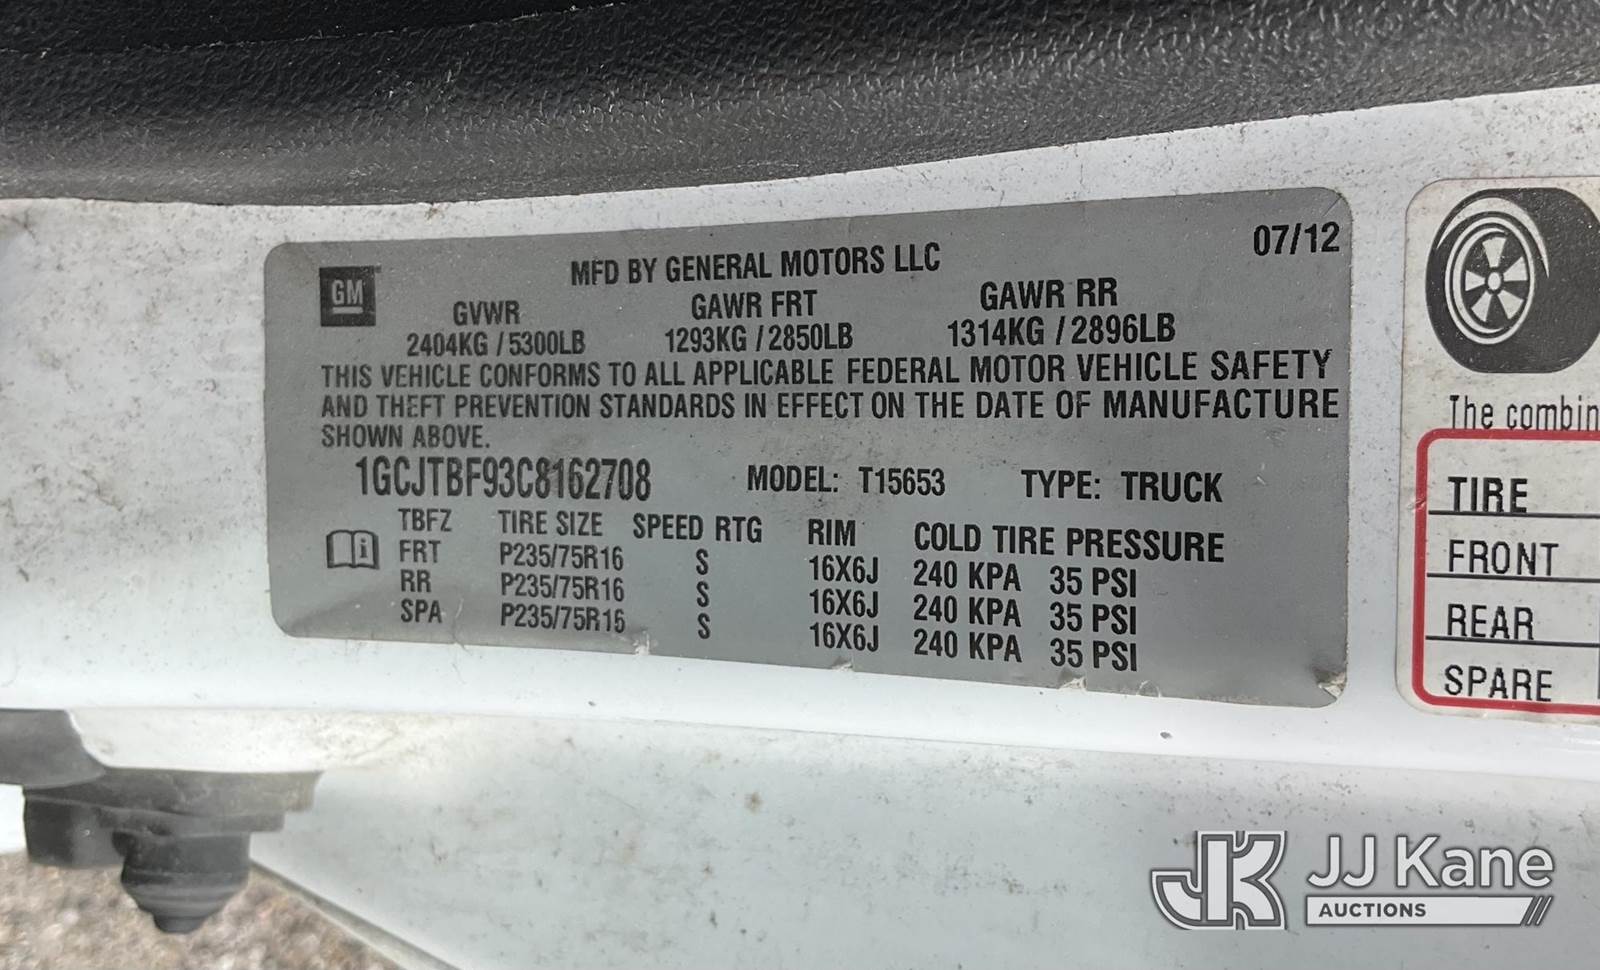 07/12
GM
MFD BY GENERAL MOTORS LLC
GVWR GAWR FRT GAWR RR
2404KG / 5300LB 1293KG / 2850LB 1314KG / 2896LB
THIS VEHICLE CONFORMS TO ALL APPLICABLE FEDERAL MOTOR VEHICLE SAFETY
AND THEFT PREVENTION STANDARDS IN EFFECT ON THE DATE OF MANUFACTURE
SHOWN ABOVE.
1GCJTBF93C8162708 MODEL: T15653 TYPE: TRUCK
TBFZ TIRE SIZE SPEED RTG RIM COLD TIRE PRESSURE
FRT P235/75R16 S 16X6J 240 KPA 35 PSI
RR P235/75R16 S 16X6J 240 KPA 35 PSI
SPA P235/75R16 S 16X6J 240 KPA 35 PSI
The combin
TIRE
FRONT
REAR
SPARE
JK JJ Kane
AUCTIONS